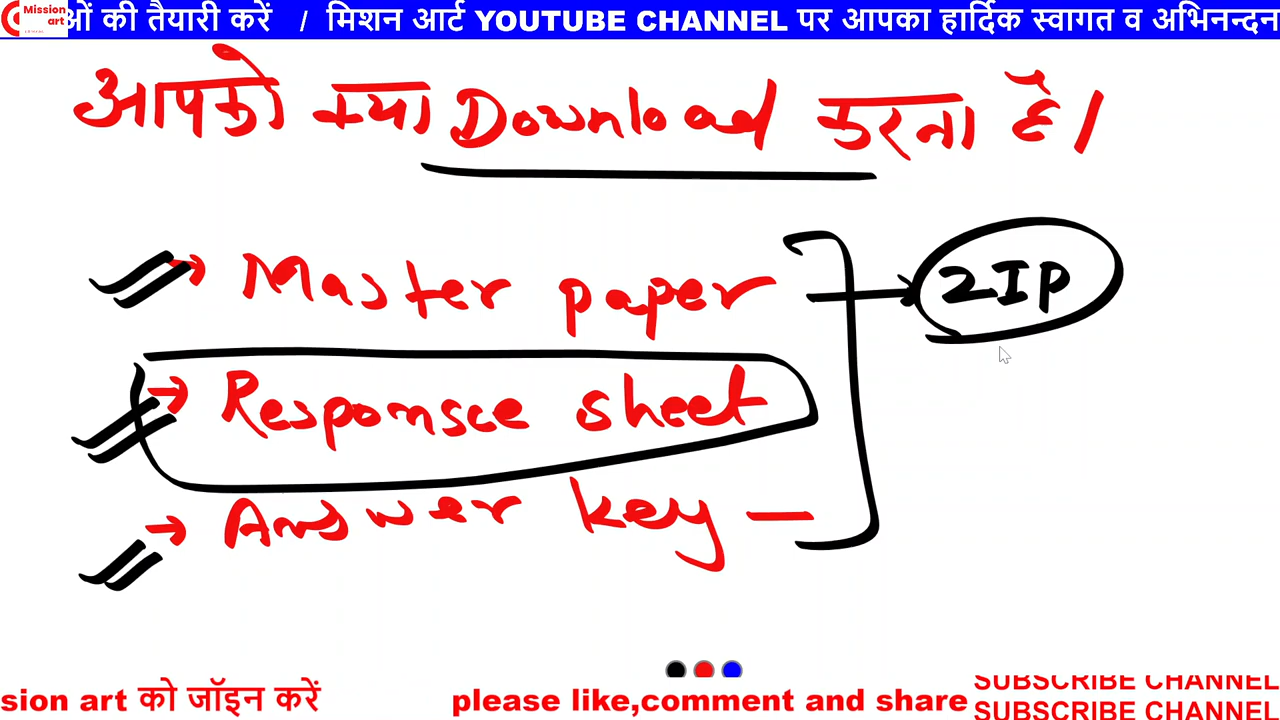 Mission
art
ओं की तैयारी करें / मिशन आर्ट YOUTUBE CHANNEL पर आपका हार्दिक स्वागत व अभिनन्दन
आपको क्या Download करना है।
→ Master paper → ZIP
→ Responsce sheet
→ Answer key —
sion art को जॉइन करें
please like,comment and share
SUBSCRIBE CHANNEL
SUBSCRIBE CHANNEL